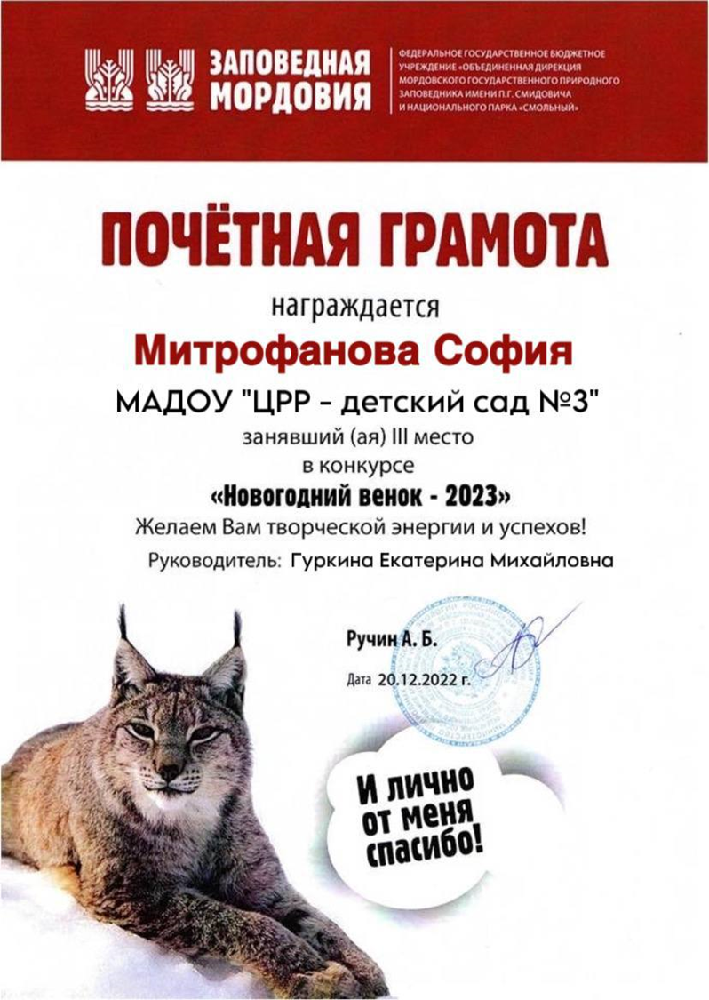 ЗАПОВЕДНАЯ
МОРДОВИЯ
ФЕДЕРАЛЬНОЕ ГОСУДАРСТВЕННОЕ БЮДЖЕТНОЕ
УЧРЕЖДЕНИЕ «ОБЪЕДИНЕННАЯ ДИРЕКЦИЯ
МОРДОВСКОГО ГОСУДАРСТВЕННОГО ПРИРОДНОГО
ЗАПОВЕДНИКА ИМЕНИ П.Г. СМИДОВИЧА
И НАЦИОНАЛЬНОГО ПАРКА «СМОЛЬНЫЙ»
ПОЧЁТНАЯ ГРАМОТА
награждается
Митрофанова София
МАДОУ "ЦРР - детский сад №3"
занявший (ая) III место
в конкурсе
«Новогодний венок - 2023»
Желаем Вам творческой энергии и успехов!
Руководитель: Гуркина Екатерина Михайловна
Ручин А. Б.
Дата 20.12.2022 г.
И лично
от меня
спасибо!